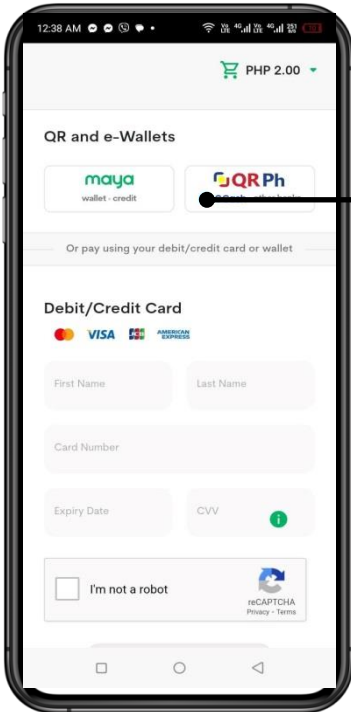 12:38 AM
PHP 2.00
QR and e-Wallets
maya
wallet · credit
QR Ph
Or pay using your debit/credit card or wallet
Debit/Credit Card
VISA JCB AMERICAN EXPRESS
First Name Last Name
Card Number
Expiry Date CVV
I'm not a robot
reCAPTCHA
Privacy - Terms